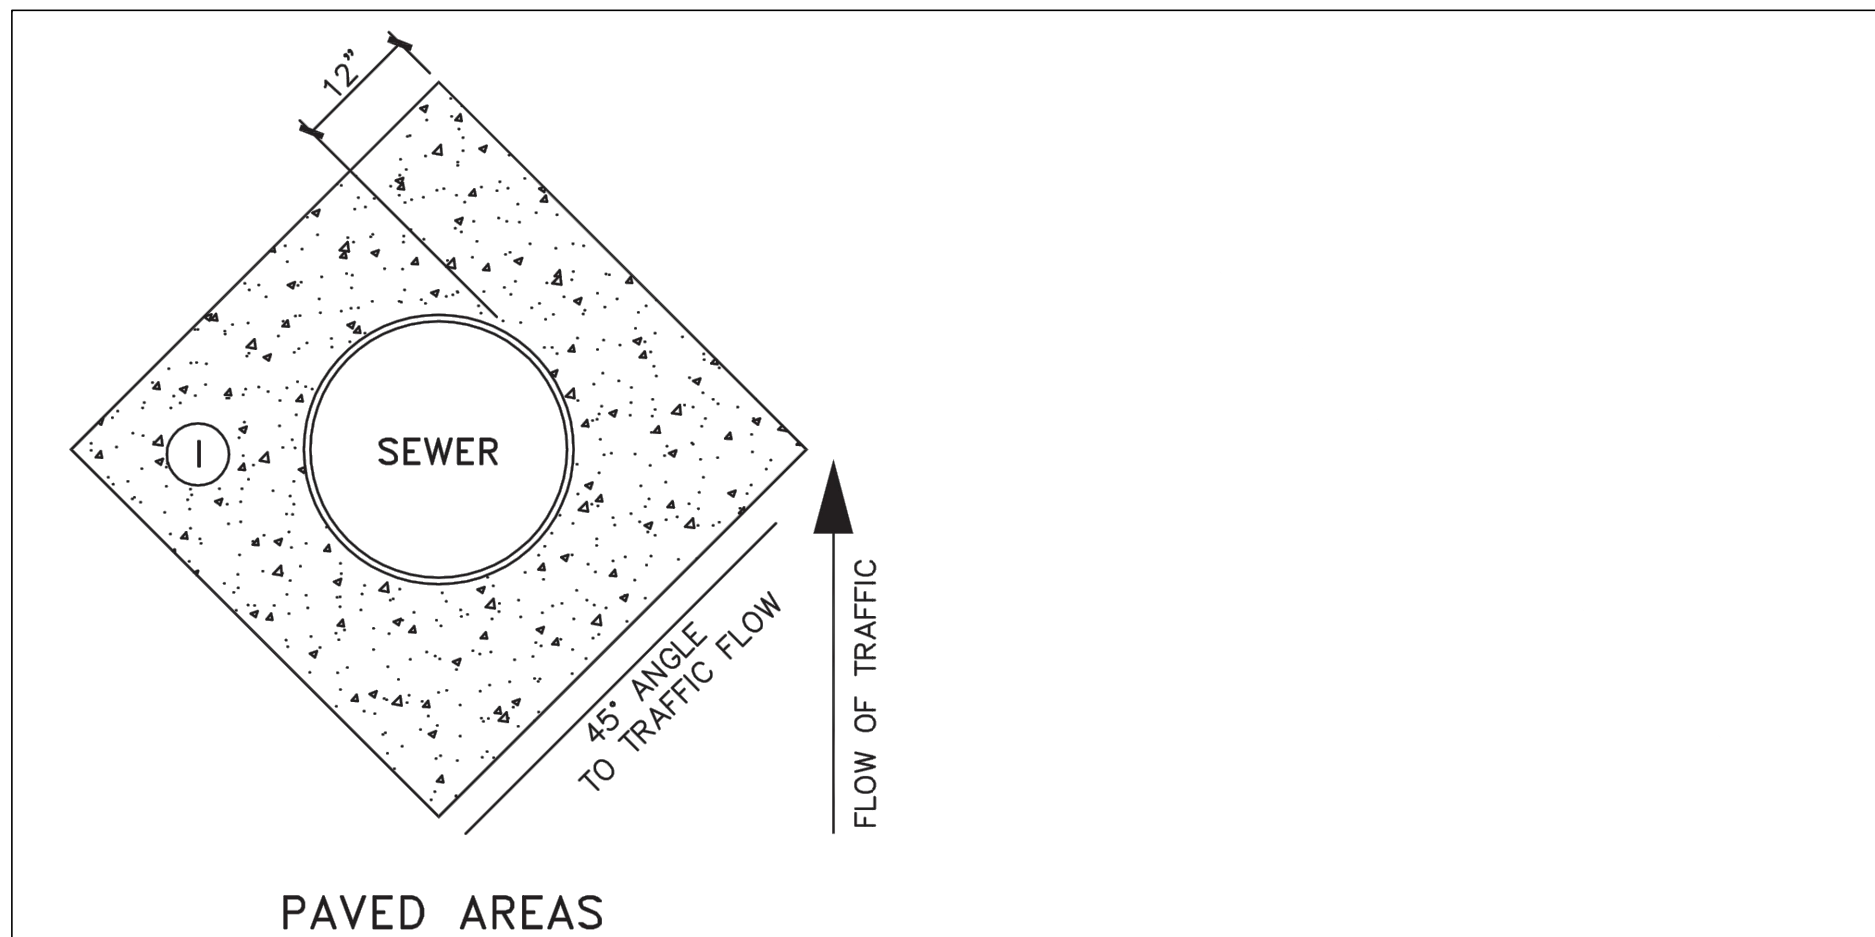 12"
SEWER
1
45° ANGLE
TO TRAFFIC FLOW
FLOW OF TRAFFIC
PAVED AREAS